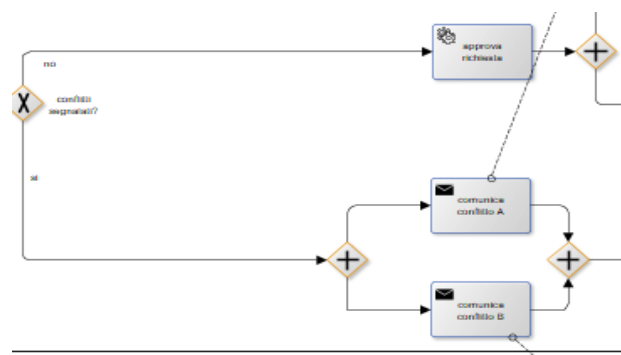 approva
richiesta
no
conflitti
segnalati?
si
comunica
conflitto A
comunica
conflitto B